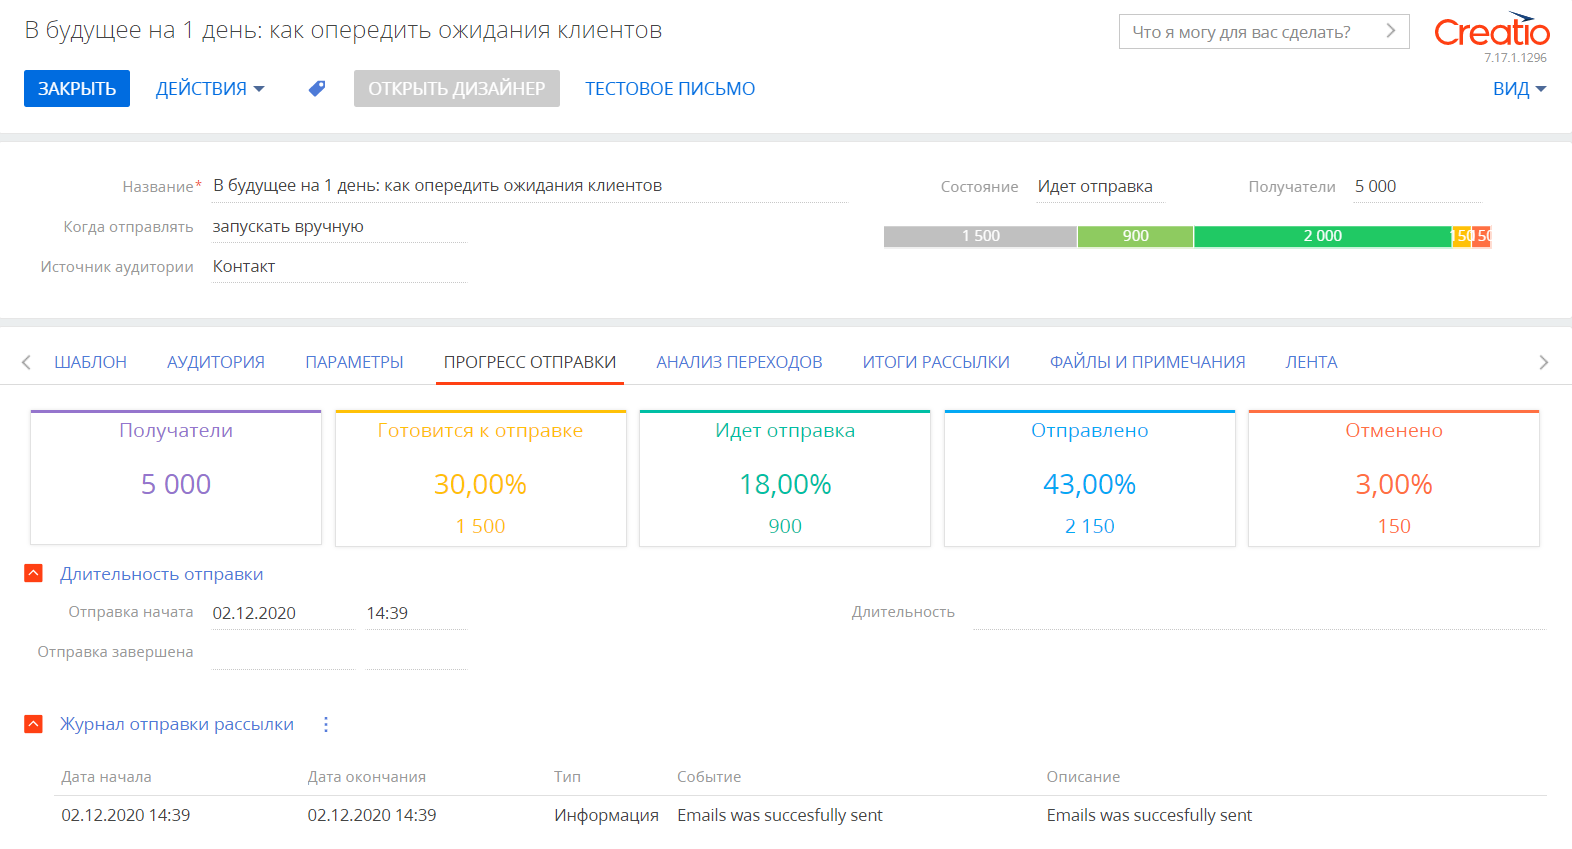 В будущее на 1 день: как опередить ожидания клиентов
Что я могу для вас сделать?
Creatio
7.17.1.1296
ЗАКРЫТЬ ДЕЙСТВИЯ ОТКРЫТЬ ДИЗАЙНЕР ТЕСТОВОЕ ПИСЬМО ВИД
Название* В будущее на 1 день: как опередить ожидания клиентов Состояние Идет отправка Получатели 5 000
Когда отправлять запускать вручную
1 500 900 2 000 150 150
Источник аудитории Контакт
ШАБЛОН АУДИТОРИЯ ПАРАМЕТРЫ ПРОГРЕСС ОТПРАВКИ АНАЛИЗ ПЕРЕХОДОВ ИТОГИ РАССЫЛКИ ФАЙЛЫ И ПРИМЕЧАНИЯ ЛЕНТА
Получатели Готовится к отправке Идет отправка Отправлено Отменено
5 000 30,00% 18,00% 43,00% 3,00%
1 500 900 2 150 150
Длительность отправки
Отправка начата 02.12.2020 14:39 Длительность
Отправка завершена
Журнал отправки рассылки
Дата начала Дата окончания Тип Событие Описание
02.12.2020 14:39 02.12.2020 14:39 Информация Emails was succesfully sent Emails was succesfully sent